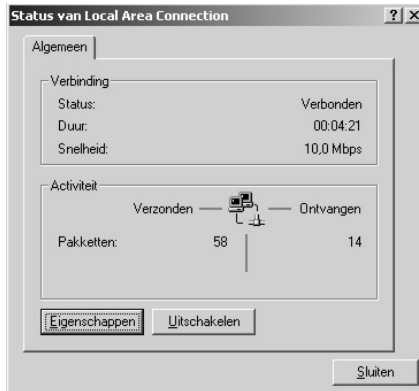 Status van Local Area Connection
Algemeen
Verbinding
Status: Verbonden
Duur: 00:04:21
Snelheid: 10,0 Mbps
Activiteit
Verzonden Ontvangen
Pakketten: 58 14
Eigenschappen Uitschakelen
Sluiten